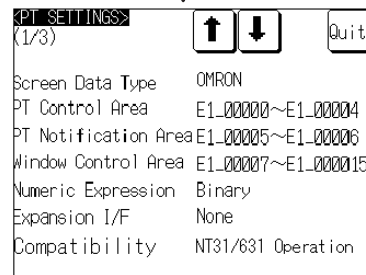 <PT SETTINGS>
(1/3)
Quit
Screen Data Type OMRON
PT Control Area E1_00000~E1_00004
PT Notification Area E1_00005~E1_00006
Window Control Area E1_00007~E1_000015
Numeric Expression Binary
Expansion I/F None
Compatibility NT31/631 Operation